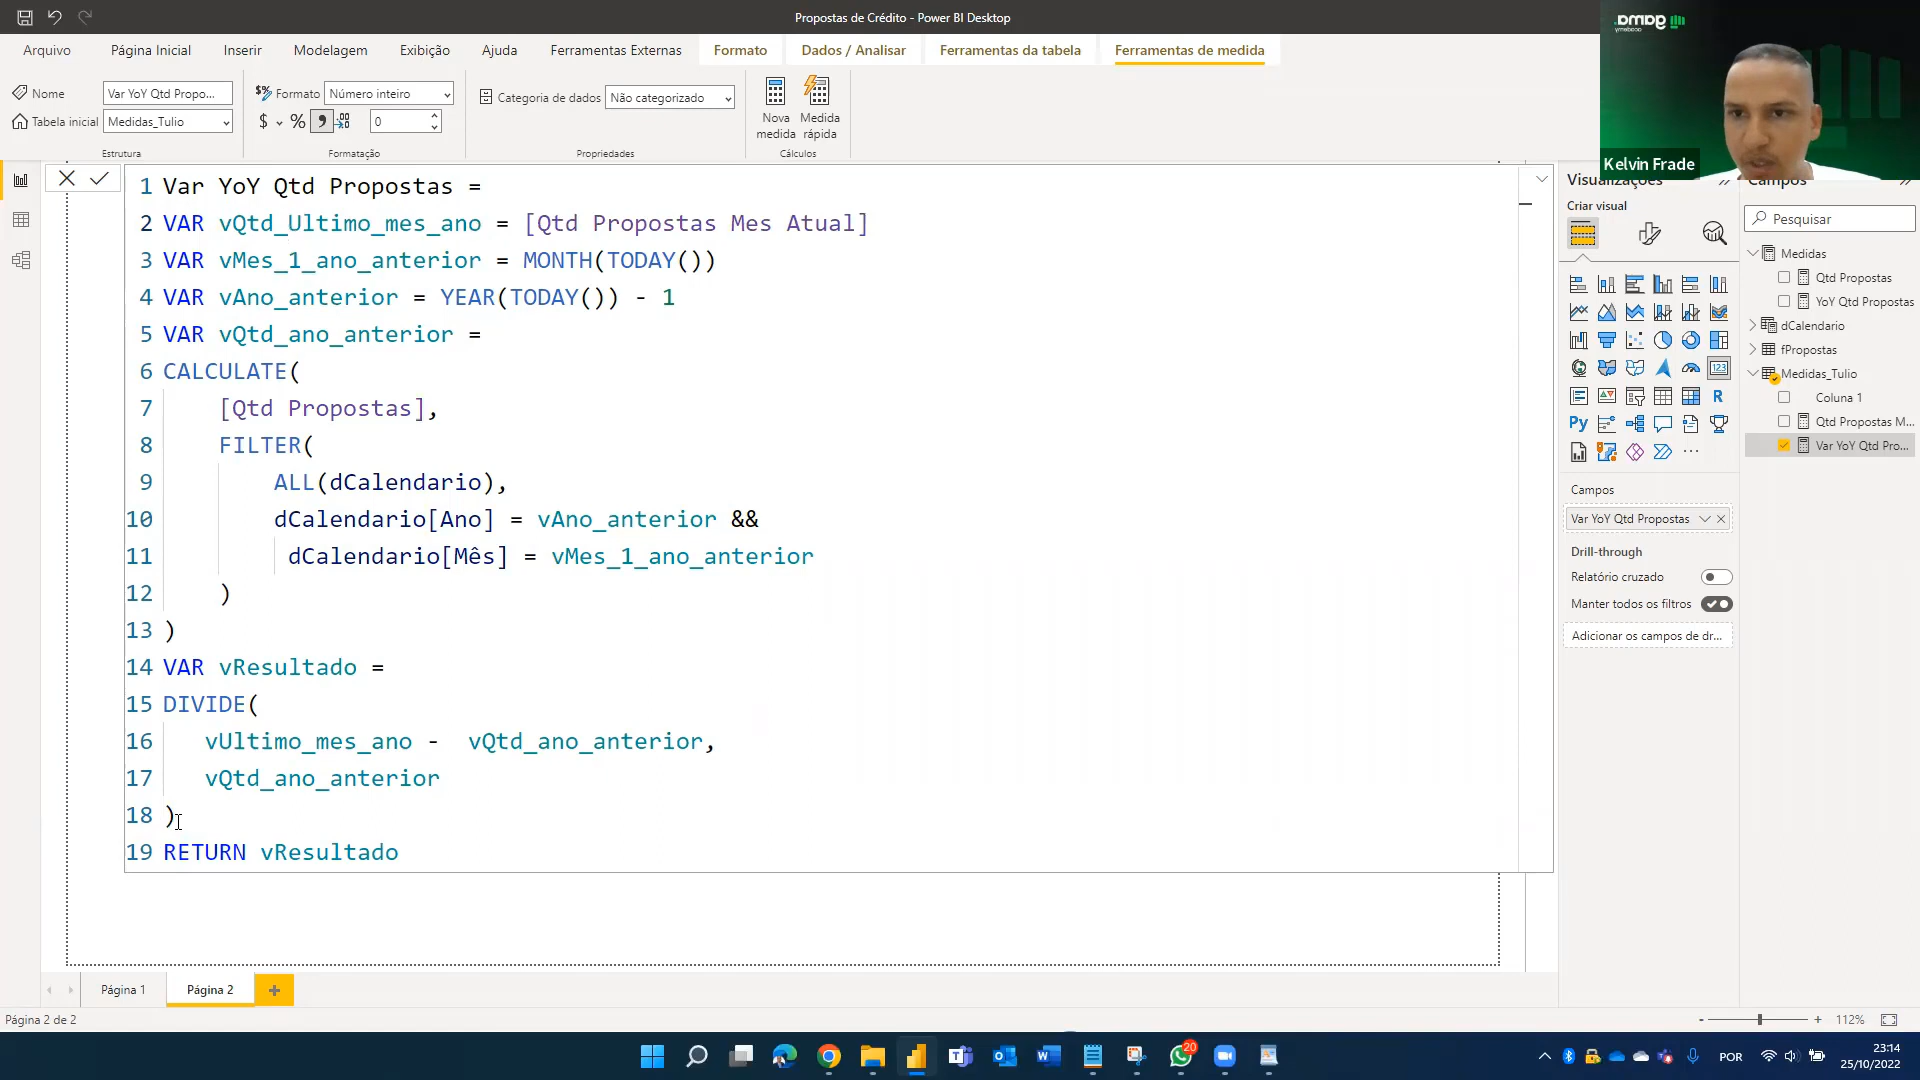 Propostas de Crédito - Power BI Desktop
Arquivo
Página Inicial
Inserir
Modelagem
Exibição
Ajuda
Ferramentas Externas
Formato
Dados / Analisar
Ferramentas da tabela
Ferramentas de medida
Nome
Var YoY Qtd Propo...
Tabela inicial
Medidas_Tulio
Estrutura
Formato
Número inteiro
$
%
0
Formatação
Categoria de dados
Não categorizado
Propriedades
Nova medida
Medida rápida
Cálculos
gama
academy
Kelvin Frade
1 Var YoY Qtd Propostas =
2 VAR vQtd_Ultimo_mes_ano = [Qtd Propostas Mes Atual]
3 VAR vMes_1_ano_anterior = MONTH(TODAY())
4 VAR vAno_anterior = YEAR(TODAY()) - 1
5 VAR vQtd_ano_anterior =
6 CALCULATE(
7 [Qtd Propostas],
8 FILTER(
9 ALL(dCalendario),
10 dCalendario[Ano] = vAno_anterior &&
11 dCalendario[Mês] = vMes_1_ano_anterior
12 )
13 )
14 VAR vResultado =
15 DIVIDE(
16 vUltimo_mes_ano - vQtd_ano_anterior,
17 vQtd_ano_anterior
18 )
19 RETURN vResultado
Visualizações
Criar visual
123
R
Py
...
Campos
Var YoY Qtd Propostas
Drill-through
Relatório cruzado
Manter todos os filtros
Adicionar os campos de dr...
Campos
Pesquisar
Medidas
Qtd Propostas
YoY Qtd Propostas
dCalendario
fPropostas
Medidas_Tulio
Coluna 1
Qtd Propostas M...
Var YoY Qtd Pro...
Página 1
Página 2
+
Página 2 de 2
- + 112%
20
POR
23:14
25/10/2022